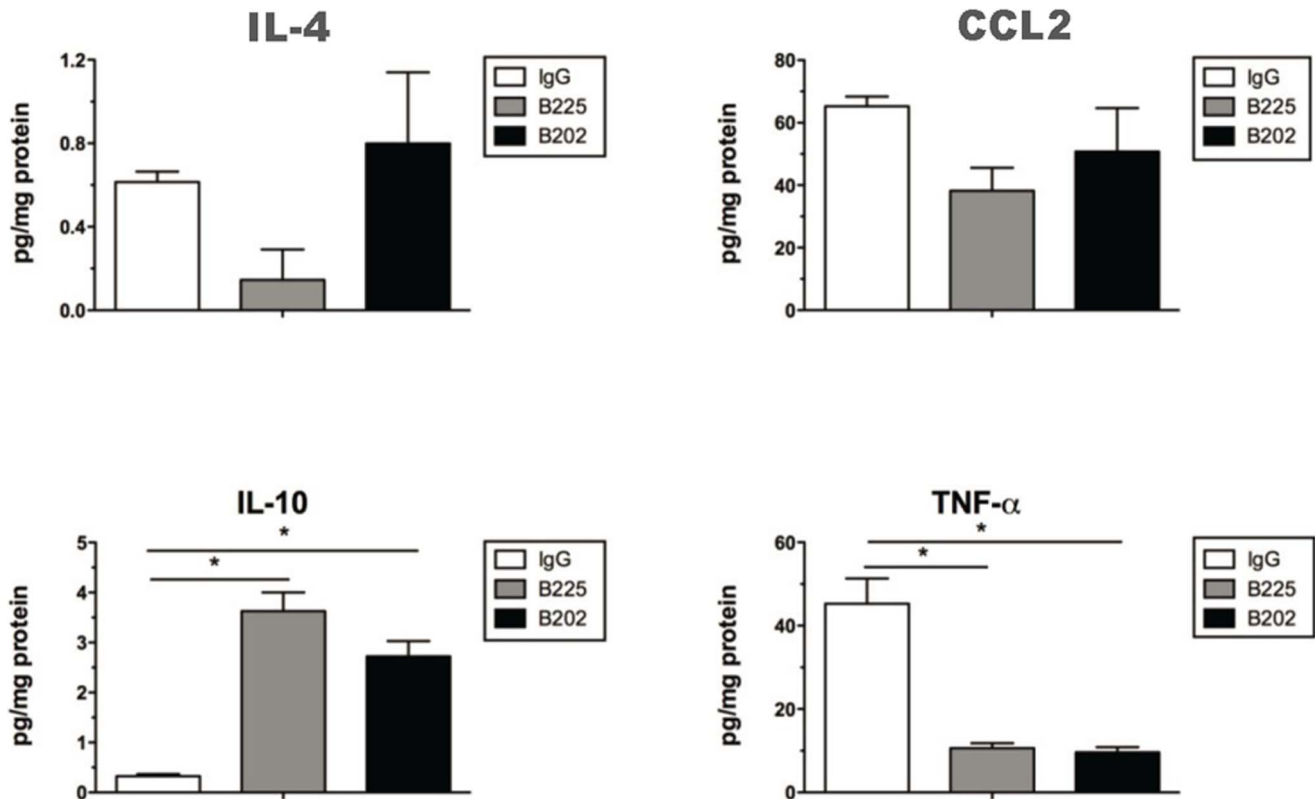 IL-4
pg/mg protein
1.2
0.8
0.4
0.0
IgG
B225
B202
CCL2
pg/mg protein
80
60
40
20
0
IgG
B225
B202
IL-10
pg/mg protein
5
4
3
2
1
0
*
*
IgG
B225
B202
TNF-α
pg/mg protein
60
40
20
0
*
*
IgG
B225
B202